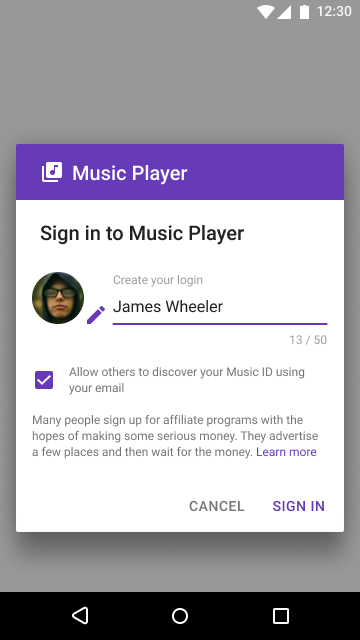 12:30
Music Player
Sign in to Music Player
Create your login
James Wheeler
13 / 50
Allow others to discover your Music ID using
your email
Many people sign up for affiliate programs with the
hopes of making some serious money. They advertise
a few places and then wait for the money. Learn more
CANCEL SIGN IN